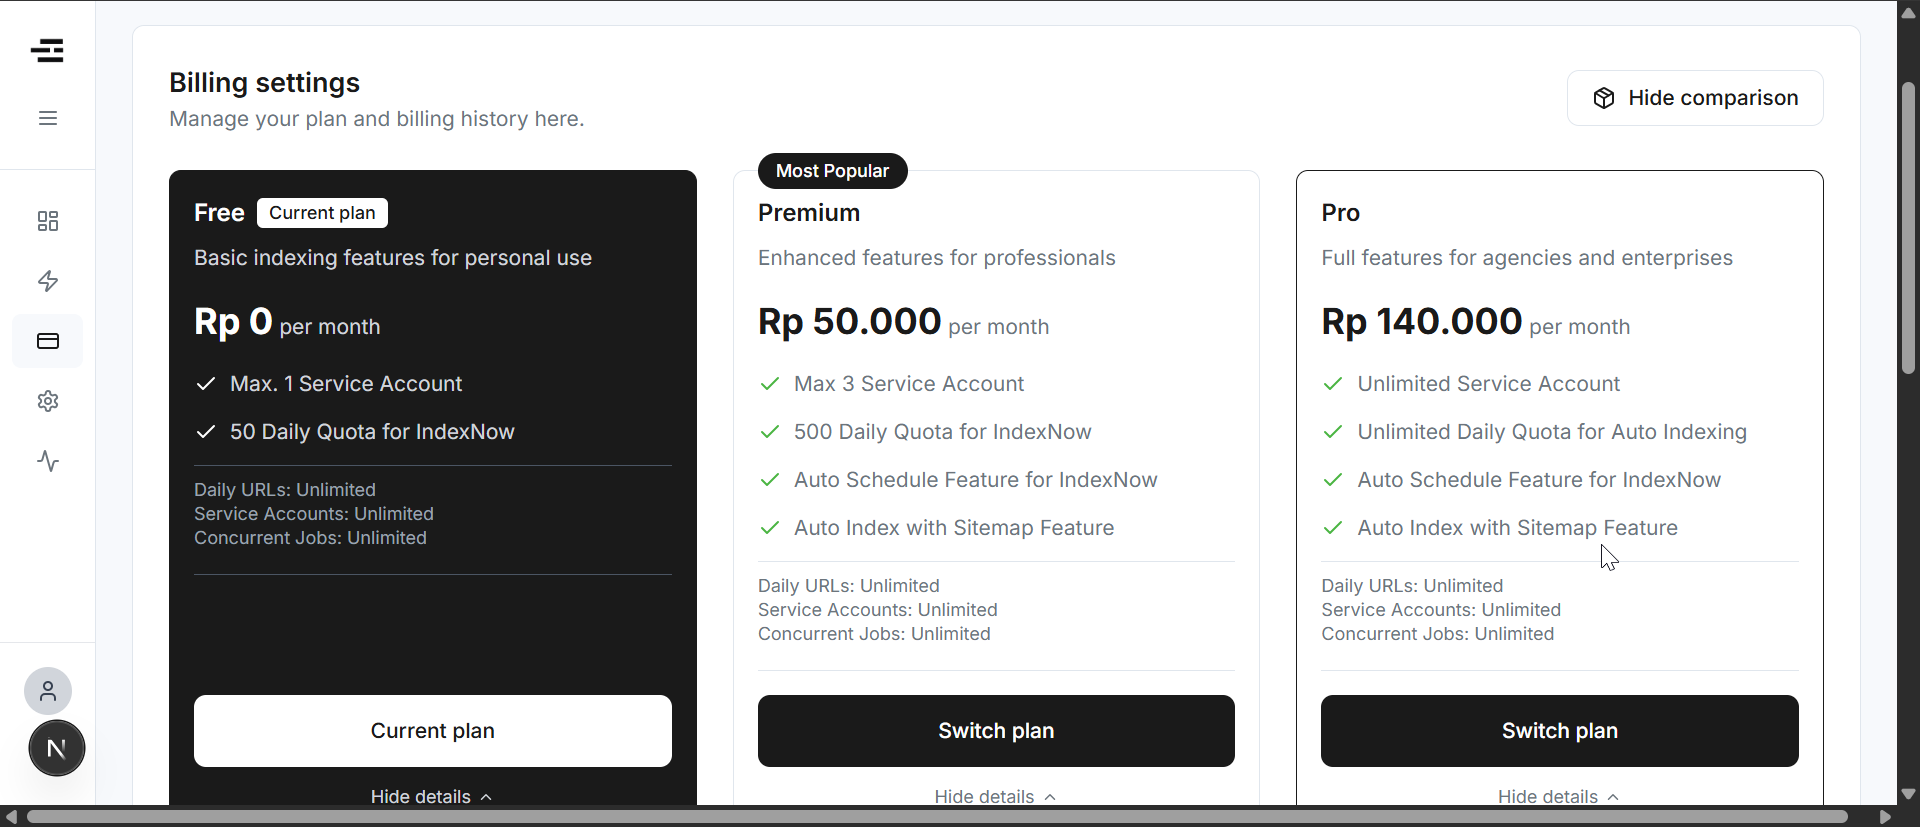 Billing settings
Manage your plan and billing history here.
Hide comparison
Free
Current plan
Basic indexing features for personal use
Rp 0 per month
Max. 1 Service Account
50 Daily Quota for IndexNow
Daily URLs: Unlimited
Service Accounts: Unlimited
Concurrent Jobs: Unlimited
Current plan
Hide details
Most Popular
Premium
Enhanced features for professionals
Rp 50.000 per month
Max 3 Service Account
500 Daily Quota for IndexNow
Auto Schedule Feature for IndexNow
Auto Index with Sitemap Feature
Daily URLs: Unlimited
Service Accounts: Unlimited
Concurrent Jobs: Unlimited
Switch plan
Hide details
Pro
Full features for agencies and enterprises
Rp 140.000 per month
Unlimited Service Account
Unlimited Daily Quota for Auto Indexing
Auto Schedule Feature for IndexNow
Auto Index with Sitemap Feature
Daily URLs: Unlimited
Service Accounts: Unlimited
Concurrent Jobs: Unlimited
Switch plan
Hide details
N